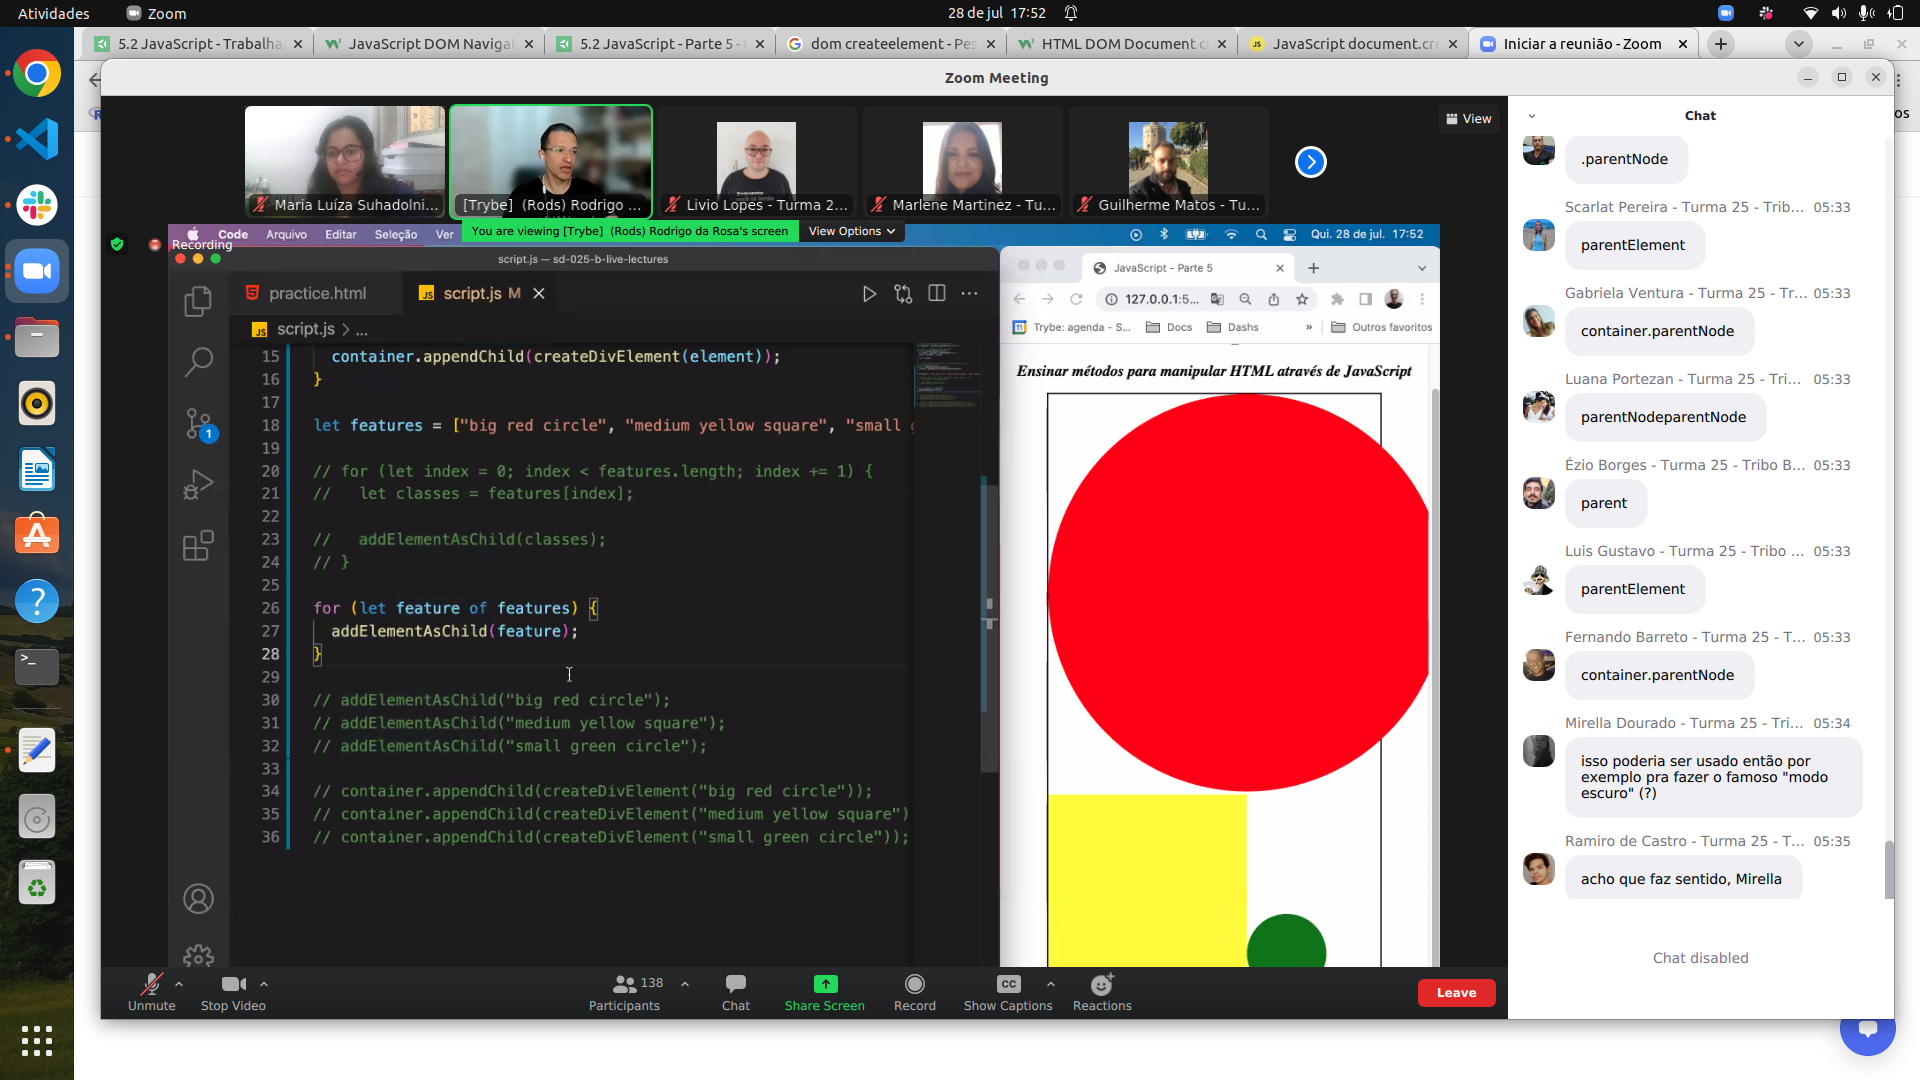 Atividades
Zoom
28 de jul 17:52
5.2 JavaScript - Trabalha
JavaScript DOM Naviga
5.2 JavaScript - Parte 5 -
dom createelement - Pes
HTML DOM Document c
JavaScript document.cre
Iniciar a reunião - Zoom
Zoom Meeting
Maria Luíza Suhadolni...
[Trybe] (Rods) Rodrigo ...
Livio Lopes - Turma 2...
Marlene Martinez - Tu...
Guilherme Matos - Tu...
View
Recording
Code Arquivo Editar Seleção Ver
You are viewing [Trybe] (Rods) Rodrigo da Rosa's screen
View Options
Qui. 28 de jul. 17:52
script.js — sd-025-b-live-lectures
practice.html
script.js M
script.js > ...
15 container.appendChild(createDivElement(element));
16 }
17
18 let features = ["big red circle", "medium yellow square", "small
19
20 // for (let index = 0; index < features.length; index += 1) {
21 // let classes = features[index];
22
23 // addElementAsChild(classes);
24 // }
25
26 for (let feature of features) {
27 addElementAsChild(feature);
28 }
29
30 // addElementAsChild("big red circle");
31 // addElementAsChild("medium yellow square");
32 // addElementAsChild("small green circle");
33
34 // container.appendChild(createDivElement("big red circle"));
35 // container.appendChild(createDivElement("medium yellow square")
36 // container.appendChild(createDivElement("small green circle"));
1
JavaScript - Parte 5
127.0.0.1:5...
Trybe: agenda - S...
Docs
Dashs
»
Outros favoritos
Ensinar métodos para manipular HTML através de JavaScript
Unmute
Stop Video
138
Participants
Chat
Share Screen
Record
CC
Show Captions
Reactions
Leave
Chat
.parentNode
Scarlat Pereira - Turma 25 - Trib... 05:33
parentElement
Gabriela Ventura - Turma 25 - Tr... 05:33
container.parentNode
Luana Portezan - Turma 25 - Tri... 05:33
parentNodeparentNode
Ézio Borges - Turma 25 - Tribo B... 05:33
parent
Luis Gustavo - Turma 25 - Tribo ... 05:33
parentElement
Fernando Barreto - Turma 25 - T... 05:33
container.parentNode
Mirella Dourado - Turma 25 - Tri... 05:34
isso poderia ser usado então por
exemplo pra fazer o famoso "modo
escuro" (?)
Ramiro de Castro - Turma 25 - T... 05:35
acho que faz sentido, Mirella
Chat disabled
os